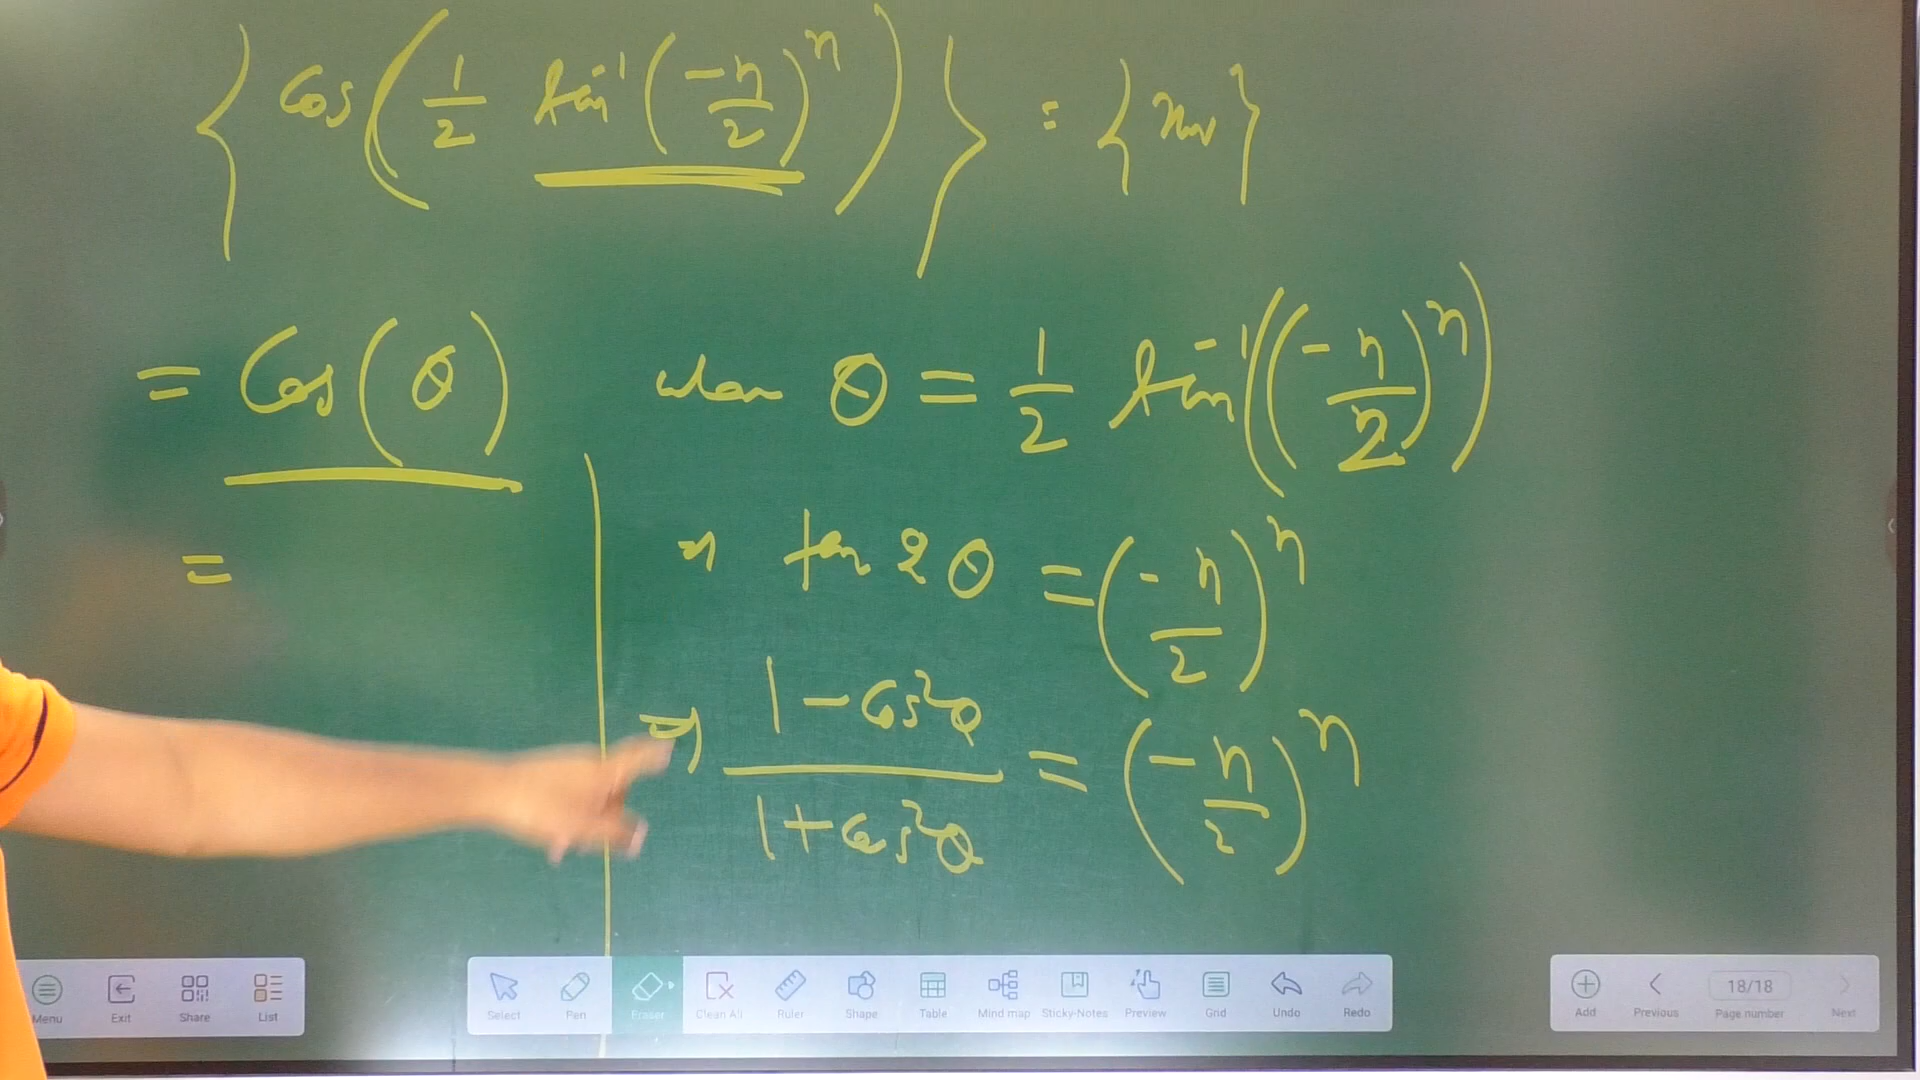 { cos ( 1/2 tan⁻¹ (-n/2)ⁿ ) } = { xₙ }
= cos(θ) where θ = 1/2 tan⁻¹((-n/2)ⁿ)
= ⇒ tan 2θ = (-n/2)ⁿ
⇒ (1 - cos²θ)/(1 + cos²θ) = (-n/2)ⁿ
Menu Exit Share List Select Pen Eraser Clean All Ruler Shape Table Mind map Sticky-Notes Preview Grid Undo Redo Add Previous 18/18 Page number Next